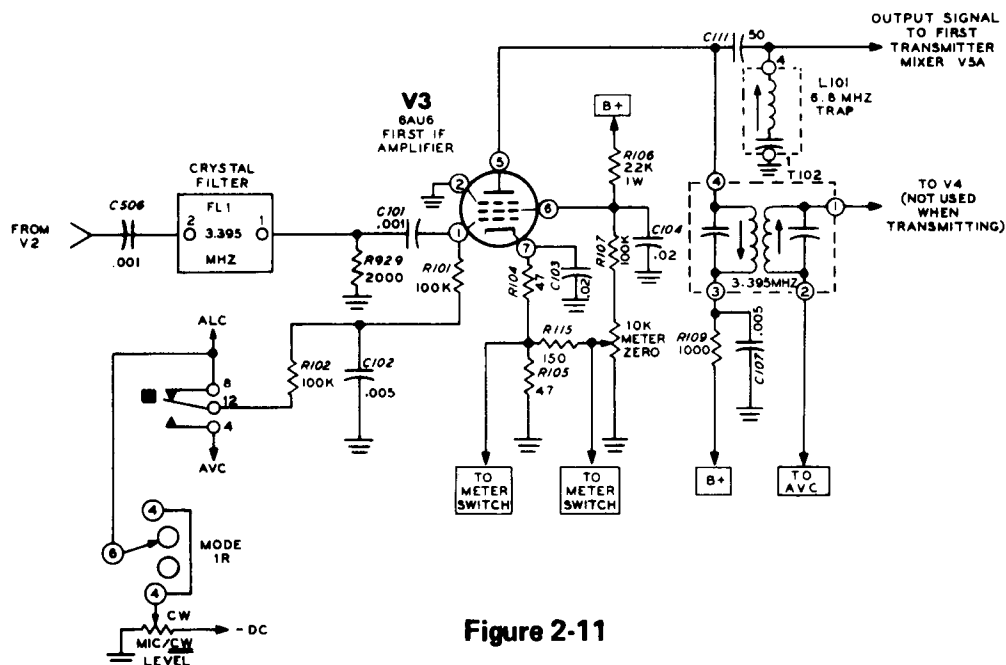 OUTPUT SIGNAL
TO FIRST
TRANSMITTER
MIXER V5A
C111
50
4
L101
6.8 MHZ
TRAP
1
V3
6AU6
FIRST IF
AMPLIFIER
B+
R106
22K
1W
5
2
6
1
7
CRYSTAL
FILTER
FL1
2
1
3.395
MHZ
C506
.001
FROM
V2
C101
.001
R929
2000
R101
100K
R104
47
C103
.02
R107
100K
C104
.02
T102
4
1
TO V4
(NOT USED
WHEN
TRANSMITTING)
3.395MHZ
3
2
R109
1000
.005
C107
10K
METER
ZERO
R115
150
R105
47
R102
100K
C102
.005
ALC
8
12
4
AVC
TO
METER
SWITCH
TO
METER
SWITCH
B+
TO
AVC
4
6
MODE
1R
4
CW
- DC
MIC/CW
LEVEL
Figure 2-11